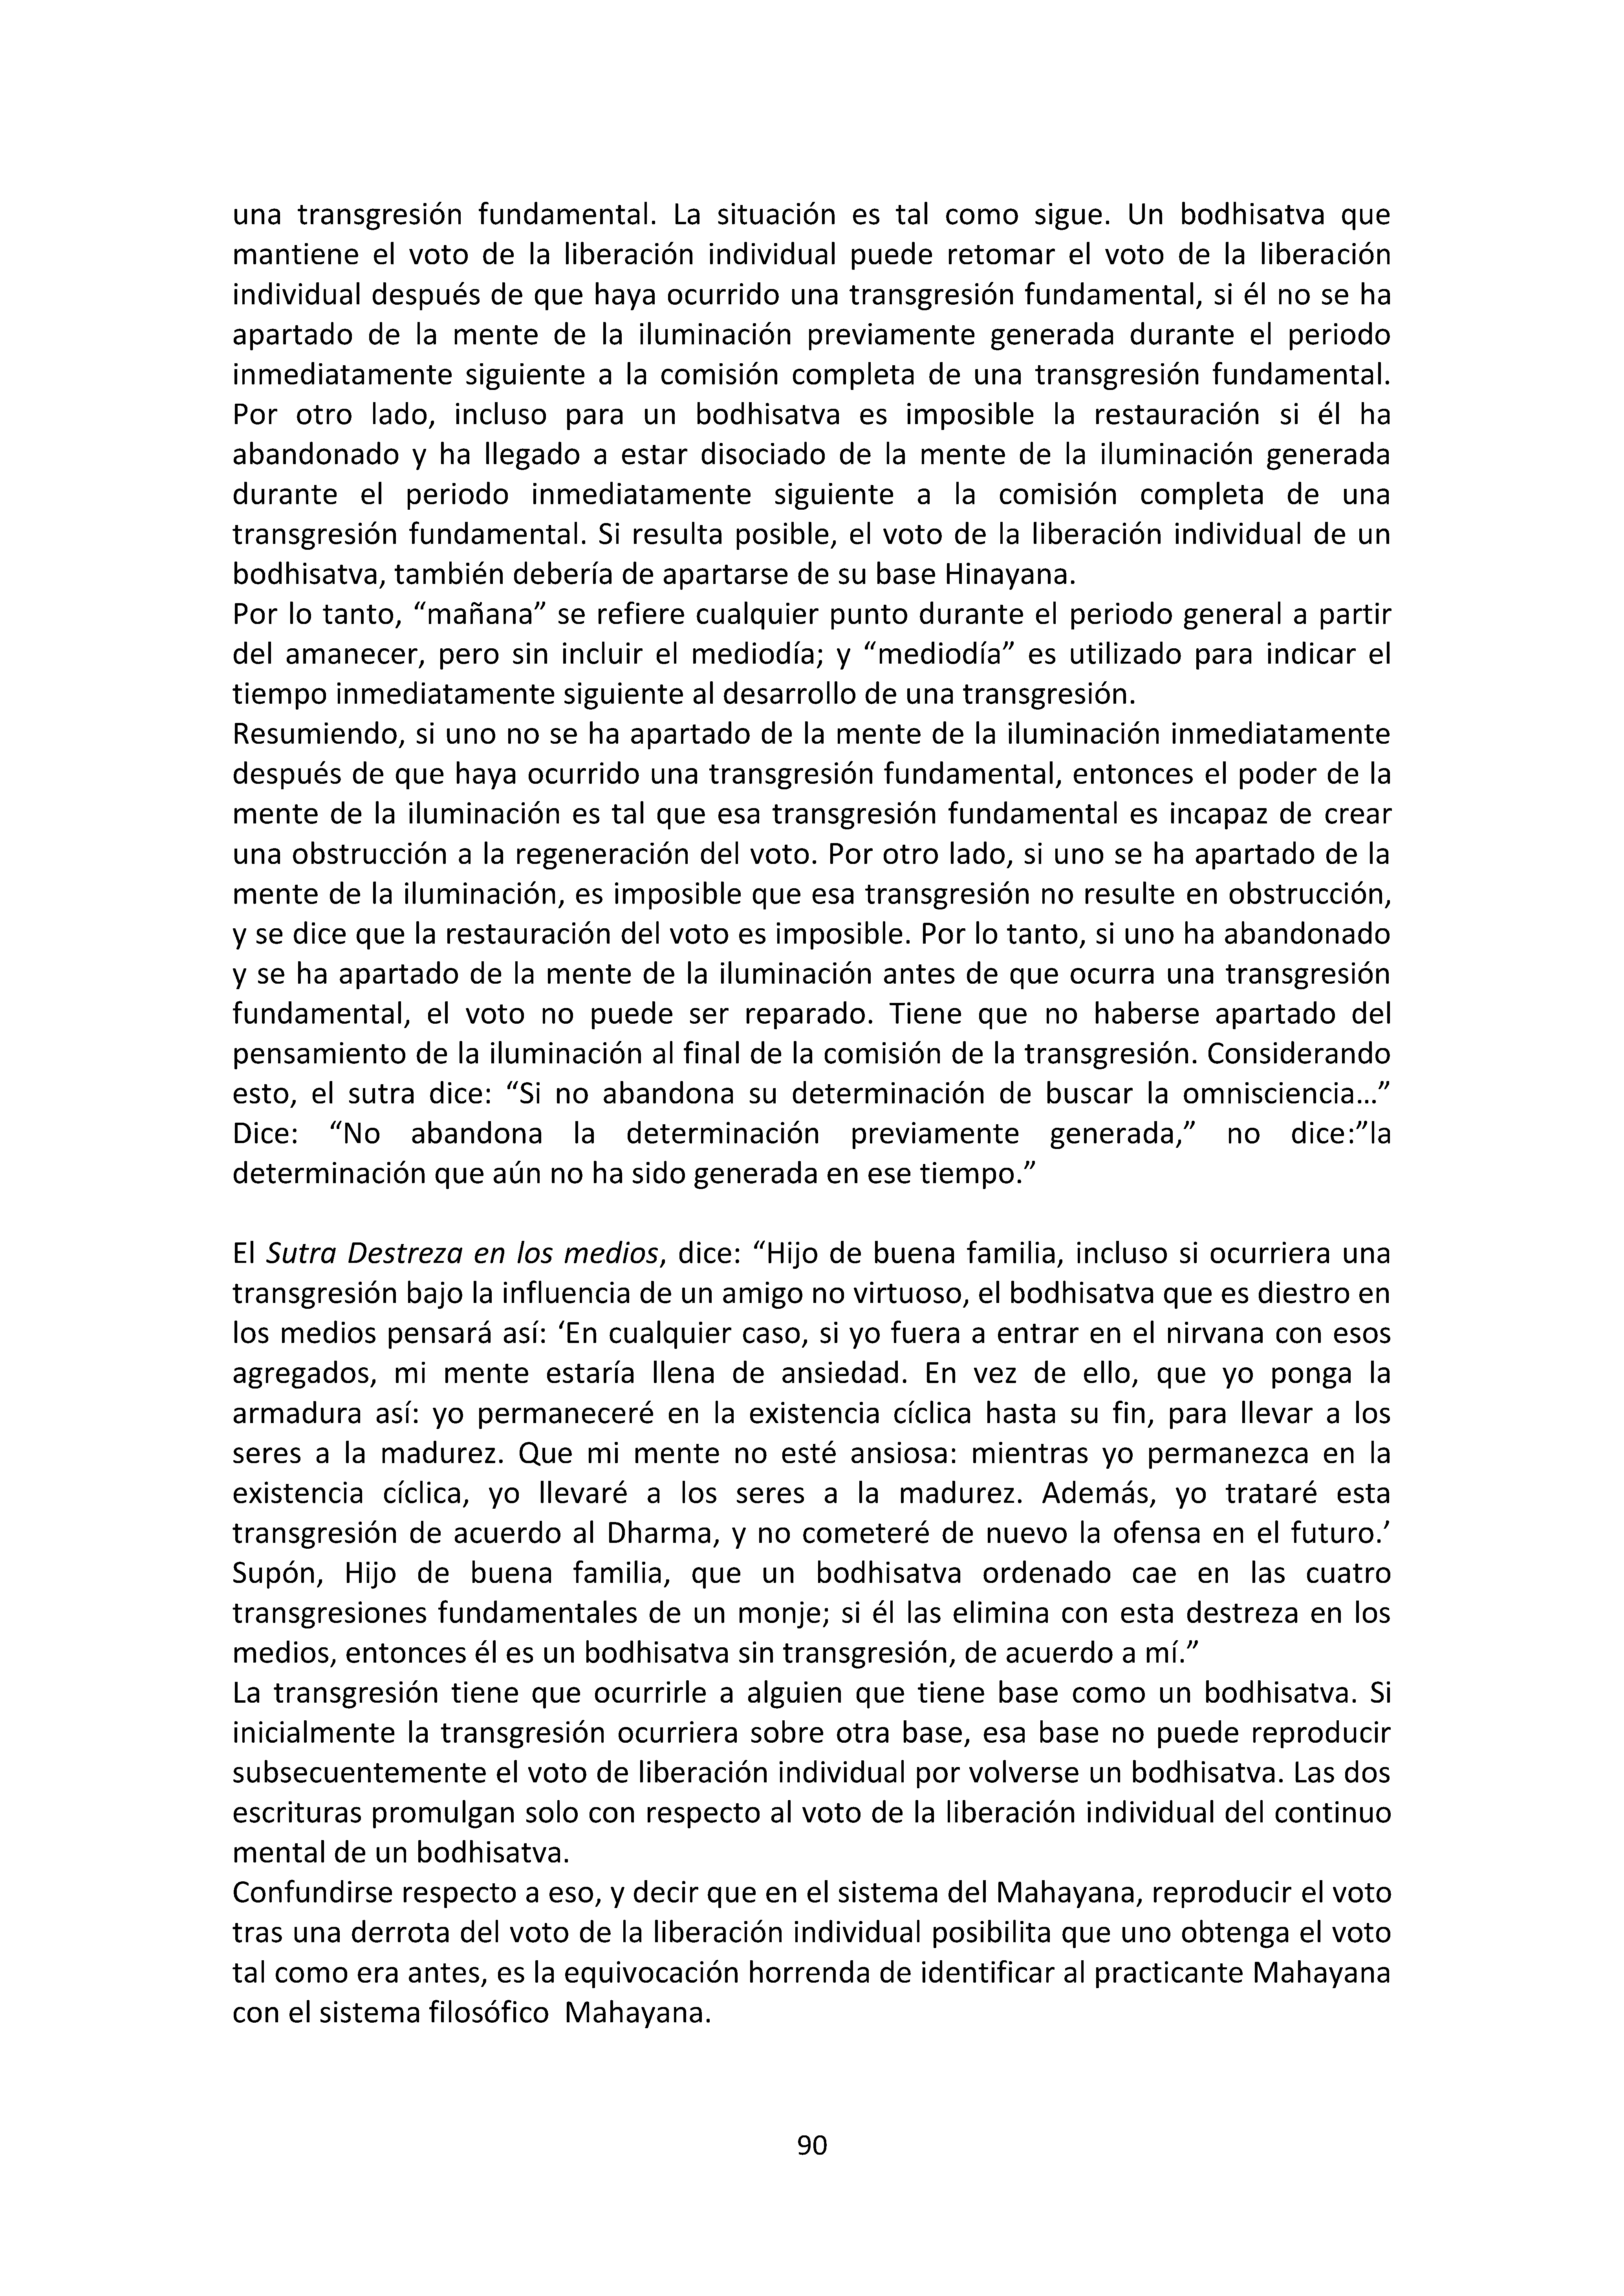 una transgresión fundamental. La situación es tal como sigue. Un bodhisatva que
mantiene el voto de la liberación individual puede retomar el voto de la liberación
individual después de que haya ocurrido una transgresión fundamental, si él no se ha
apartado de la mente de la iluminación previamente generada durante el periodo
inmediatamente siguiente a la comisión completa de una transgresión fundamental.
Por otro lado, incluso para un bodhisatva es imposible la restauración si él ha
abandonado y ha llegado a estar disociado de la mente de la iluminación generada
durante el periodo inmediatamente siguiente a la comisión completa de una
transgresión fundamental. Si resulta posible, el voto de la liberación individual de un
bodhisatva, también debería de apartarse de su base Hinayana.
Por lo tanto, “mañana” se refiere cualquier punto durante el periodo general a partir
del amanecer, pero sin incluir el mediodía; y “mediodía” es utilizado para indicar el
tiempo inmediatamente siguiente al desarrollo de una transgresión.
Resumiendo, si uno no se ha apartado de la mente de la iluminación inmediatamente
después de que haya ocurrido una transgresión fundamental, entonces el poder de la
mente de la iluminación es tal que esa transgresión fundamental es incapaz de crear
una obstrucción a la regeneración del voto. Por otro lado, si uno se ha apartado de la
mente de la iluminación, es imposible que esa transgresión no resulte en obstrucción,
y se dice que la restauración del voto es imposible. Por lo tanto, si uno ha abandonado
y se ha apartado de la mente de la iluminación antes de que ocurra una transgresión
fundamental, el voto no puede ser reparado. Tiene que no haberse apartado del
pensamiento de la iluminación al final de la comisión de la transgresión. Considerando
esto, el sutra dice: “Si no abandona su determinación de buscar la omnisciencia…”
Dice: “No abandona la determinación previamente generada,” no dice:”la
determinación que aún no ha sido generada en ese tiempo.”

El Sutra Destreza en los medios, dice: “Hijo de buena familia, incluso si ocurriera una
transgresión bajo la influencia de un amigo no virtuoso, el bodhisatva que es diestro en
los medios pensará así: ‘En cualquier caso, si yo fuera a entrar en el nirvana con esos
agregados, mi mente estaría llena de ansiedad. En vez de ello, que yo ponga la
armadura así: yo permaneceré en la existencia cíclica hasta su fin, para llevar a los
seres a la madurez. Que mi mente no esté ansiosa: mientras yo permanezca en la
existencia cíclica, yo llevaré a los seres a la madurez. Además, yo trataré esta
transgresión de acuerdo al Dharma, y no cometeré de nuevo la ofensa en el futuro.’
Supón, Hijo de buena familia, que un bodhisatva ordenado cae en las cuatro
transgresiones fundamentales de un monje; si él las elimina con esta destreza en los
medios, entonces él es un bodhisatva sin transgresión, de acuerdo a mí.”
La transgresión tiene que ocurrirle a alguien que tiene base como un bodhisatva. Si
inicialmente la transgresión ocurriera sobre otra base, esa base no puede reproducir
subsecuentemente el voto de liberación individual por volverse un bodhisatva. Las dos
escrituras promulgan solo con respecto al voto de la liberación individual del continuo
mental de un bodhisatva.
Confundirse respecto a eso, y decir que en el sistema del Mahayana, reproducir el voto
tras una derrota del voto de la liberación individual posibilita que uno obtenga el voto
tal como era antes, es la equivocación horrenda de identificar al practicante Mahayana
con el sistema filosófico  Mahayana.

90